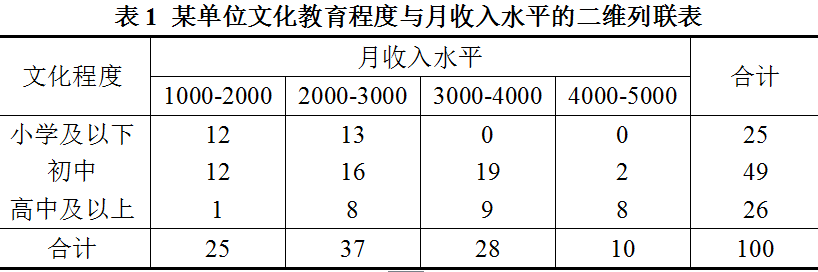 表 1 某单位文化教育程度与月收入水平的二维列联表
文化程度 月收入水平 合计
1000-2000 2000-3000 3000-4000 4000-5000
小学及以下 12 13 0 0 25
初中 12 16 19 2 49
高中及以上 1 8 9 8 26
合计 25 37 28 10 100